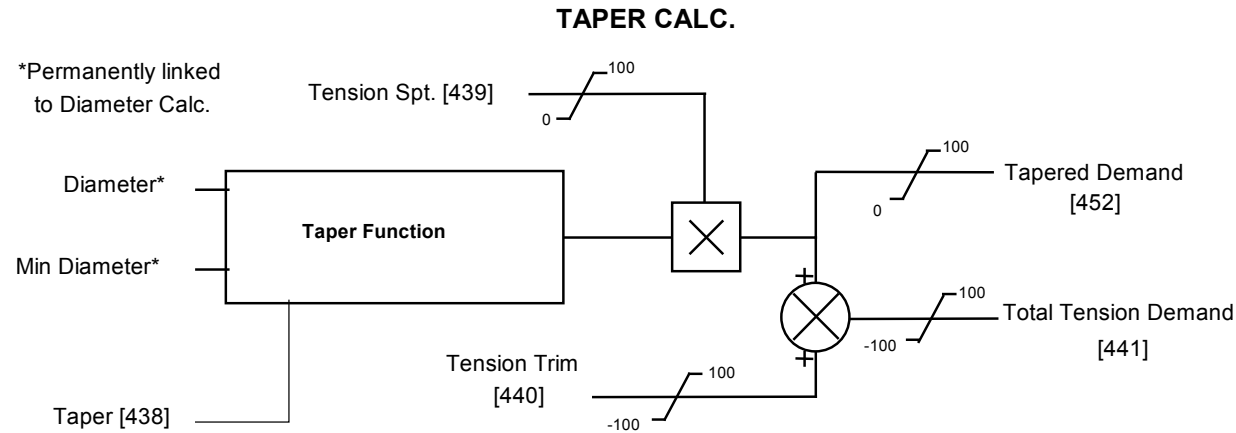 TAPER CALC.
*Permanently linked
to Diameter Calc.
Tension Spt. [439]
100
0
Diameter*
Min Diameter*
Taper Function
100
0
Tapered Demand
[452]
+
+
100
-100
Total Tension Demand
[441]
Tension Trim
[440]
100
-100
Taper [438]